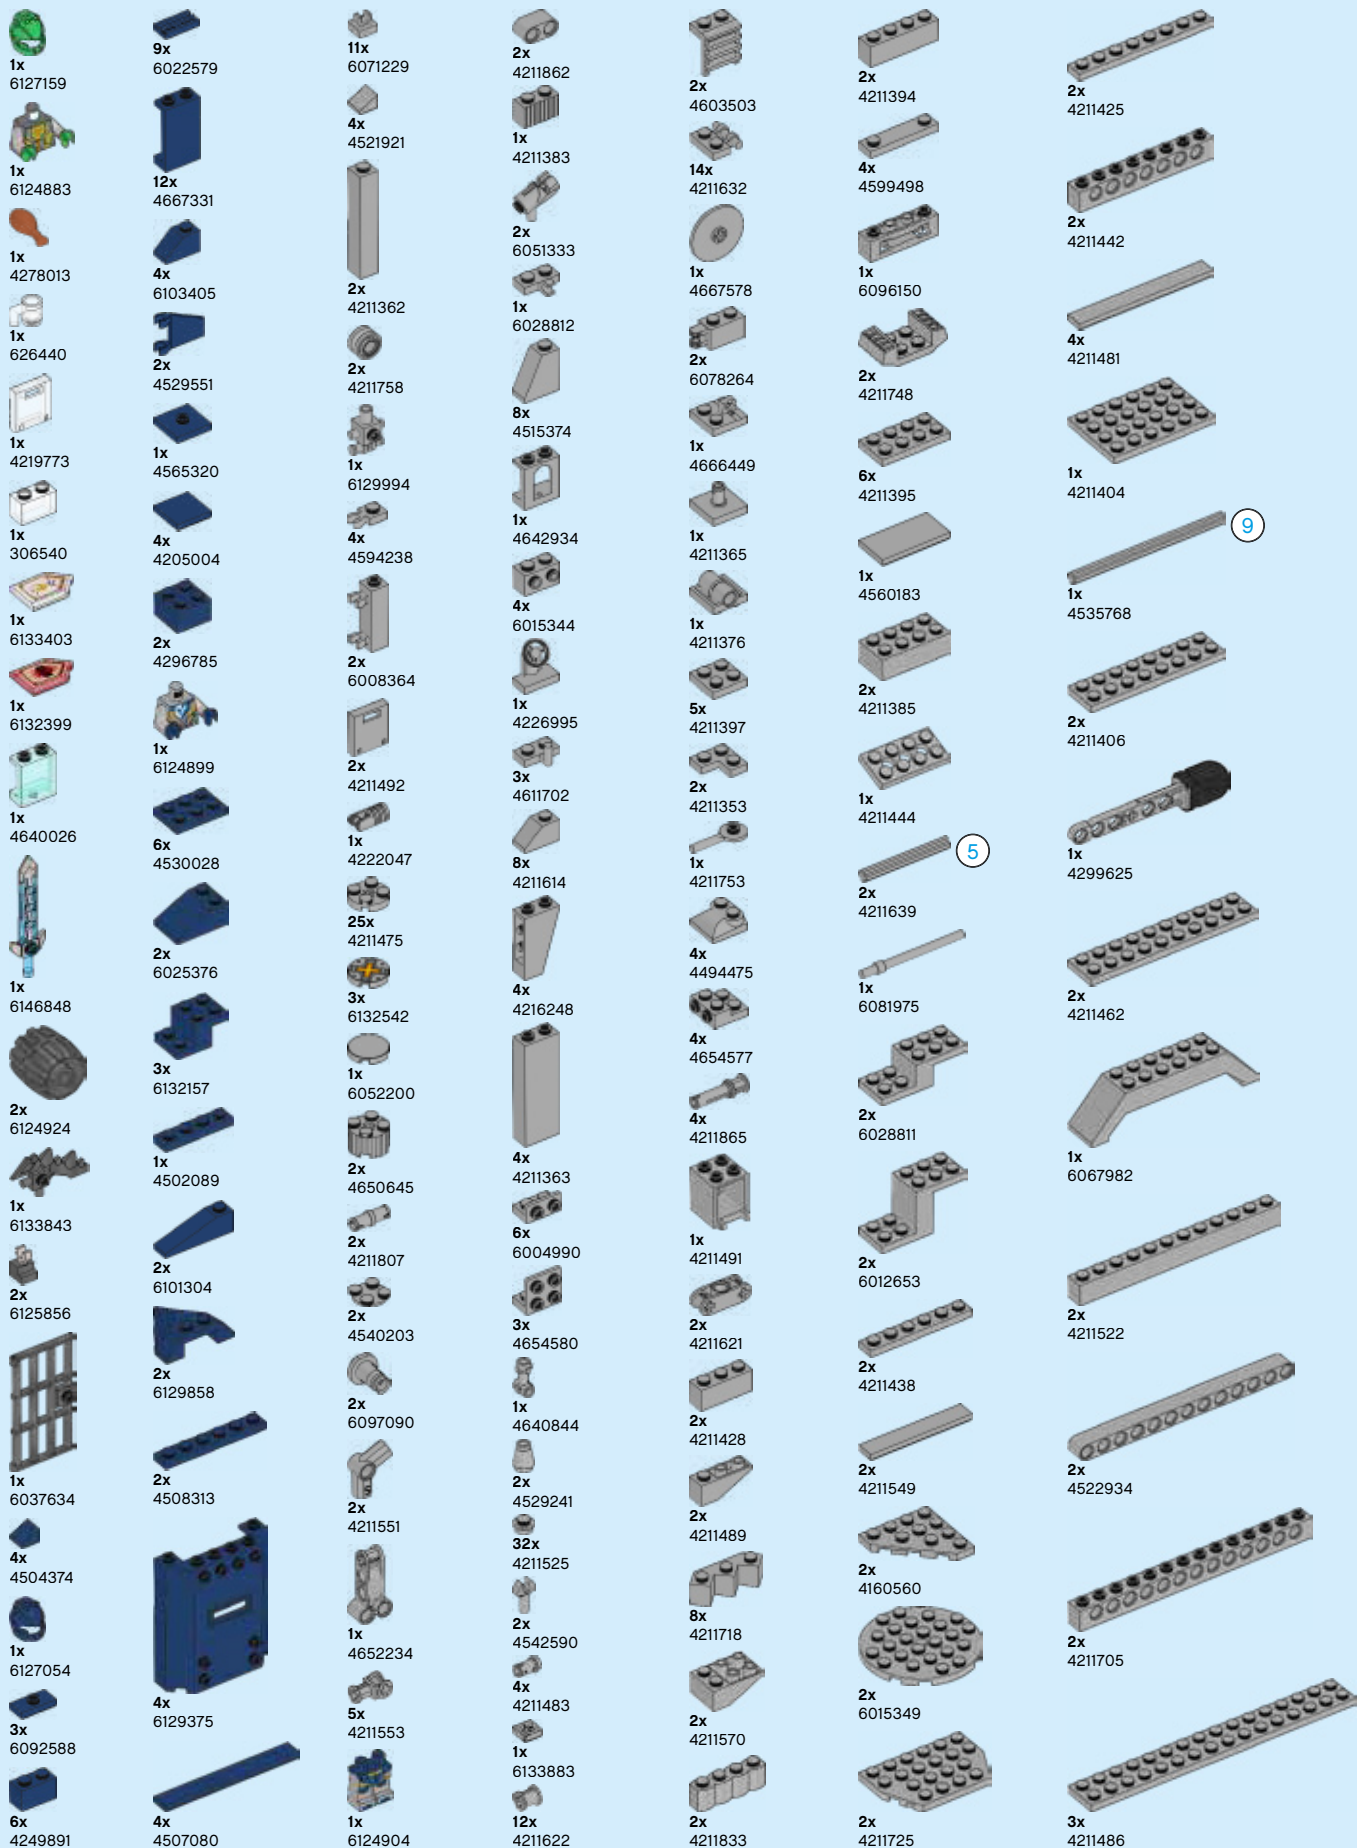 1x
6127159
1x
6124883
1x
4278013
1x
626440
1x
4219773
1x
306540
1x
6133403
1x
6132399
1x
4640026
1x
6146848
2x
6124924
1x
6133843
2x
6125856
1x
6037634
4x
4504374
1x
6127054
3x
6092588
6x
4249891
9x
6022579
12x
4667331
4x
6103405
2x
4529551
1x
4565320
4x
4205004
2x
4296785
1x
6124899
6x
4530028
2x
6025376
3x
6132157
1x
4502089
2x
6101304
2x
6129858
2x
4508313
4x
6129375
4x
4507080
11x
6071229
4x
4521921
2x
4211362
2x
4211758
1x
6129994
4x
4594238
2x
6008364
2x
4211492
1x
4222047
25x
4211475
3x
6132542
1x
6052200
2x
4650645
2x
4211807
2x
4540203
2x
6097090
2x
4211551
1x
4652234
5x
4211553
1x
6124904
2x
4211862
1x
4211383
2x
6051333
1x
6028812
8x
4515374
1x
4642934
4x
6015344
1x
4226995
3x
4611702
8x
4211614
4x
4216248
4x
4211363
6x
6004990
3x
4654580
1x
4640844
2x
4529241
32x
4211525
2x
4542590
4x
4211483
1x
6133883
12x
4211622
2x
4603503
14x
4211632
1x
4667578
2x
6078264
1x
4666449
1x
4211365
1x
4211376
5x
4211397
2x
4211353
1x
4211753
4x
4494475
4x
4654577
4x
4211865
1x
4211491
2x
4211621
2x
4211428
2x
4211489
8x
4211718
2x
4211570
2x
4211833
2x
4211394
4x
4599498
1x
6096150
2x
4211748
6x
4211395
1x
4560183
2x
4211385
1x
4211444
5
2x
4211639
1x
6081975
2x
6028811
2x
6012653
2x
4211438
2x
4211549
2x
4160560
2x
6015349
2x
4211725
2x
4211425
2x
4211442
4x
4211481
1x
4211404
9
1x
4535768
2x
4211406
1x
4299625
2x
4211462
1x
6067982
2x
4211522
2x
4522934
2x
4211705
3x
4211486